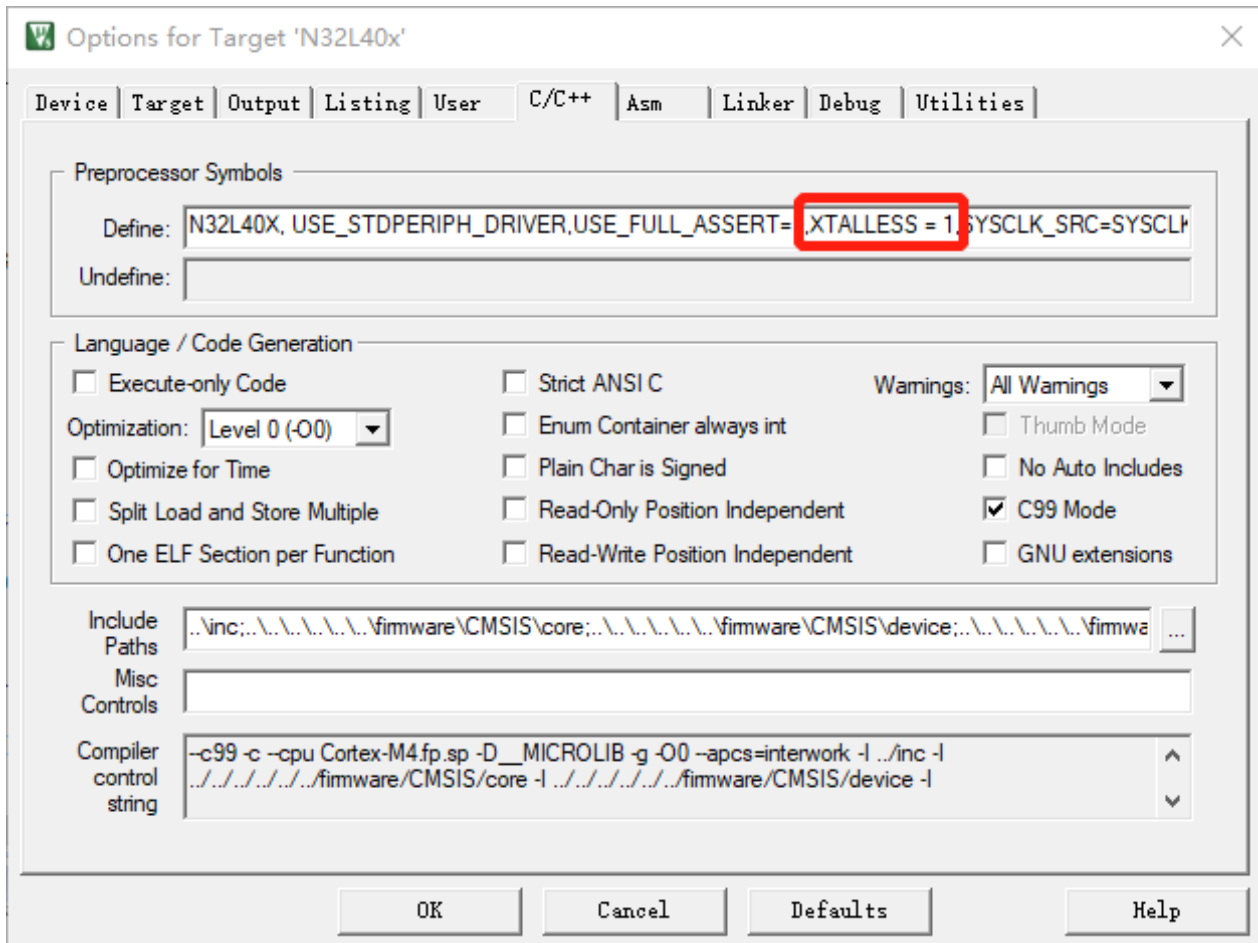 Options for Target 'N32L40x'
Device Target Output Listing User C/C++ Asm Linker Debug Utilities
Preprocessor Symbols
Define: N32L40X, USE_STDPERIPH_DRIVER,USE_FULL_ASSERT= ,XTALLESS = 1,SYSCLK_SRC=SYSCLK
Undefine:
Language / Code Generation
Execute-only Code Strict ANSI C Warnings: All Warnings
Optimization: Level 0 (-O0) Enum Container always int Thumb Mode
Optimize for Time Plain Char is Signed No Auto Includes
Split Load and Store Multiple Read-Only Position Independent C99 Mode
One ELF Section per Function Read-Write Position Independent GNU extensions
Include Paths ..\inc;..\..\..\..\..\..\firmware\CMSIS\core;..\..\..\..\..\..\firmware\CMSIS\device;..\..\..\..\..\..\firmwa ...
Misc Controls
Compiler control string --c99 -c --cpu Cortex-M4.fp.sp -D__MICROLIB -g -O0 --apcs=interwork -I ../inc -I
../../../../../../firmware/CMSIS/core -I ../../../../../../firmware/CMSIS/device -I
OK Cancel Defaults Help